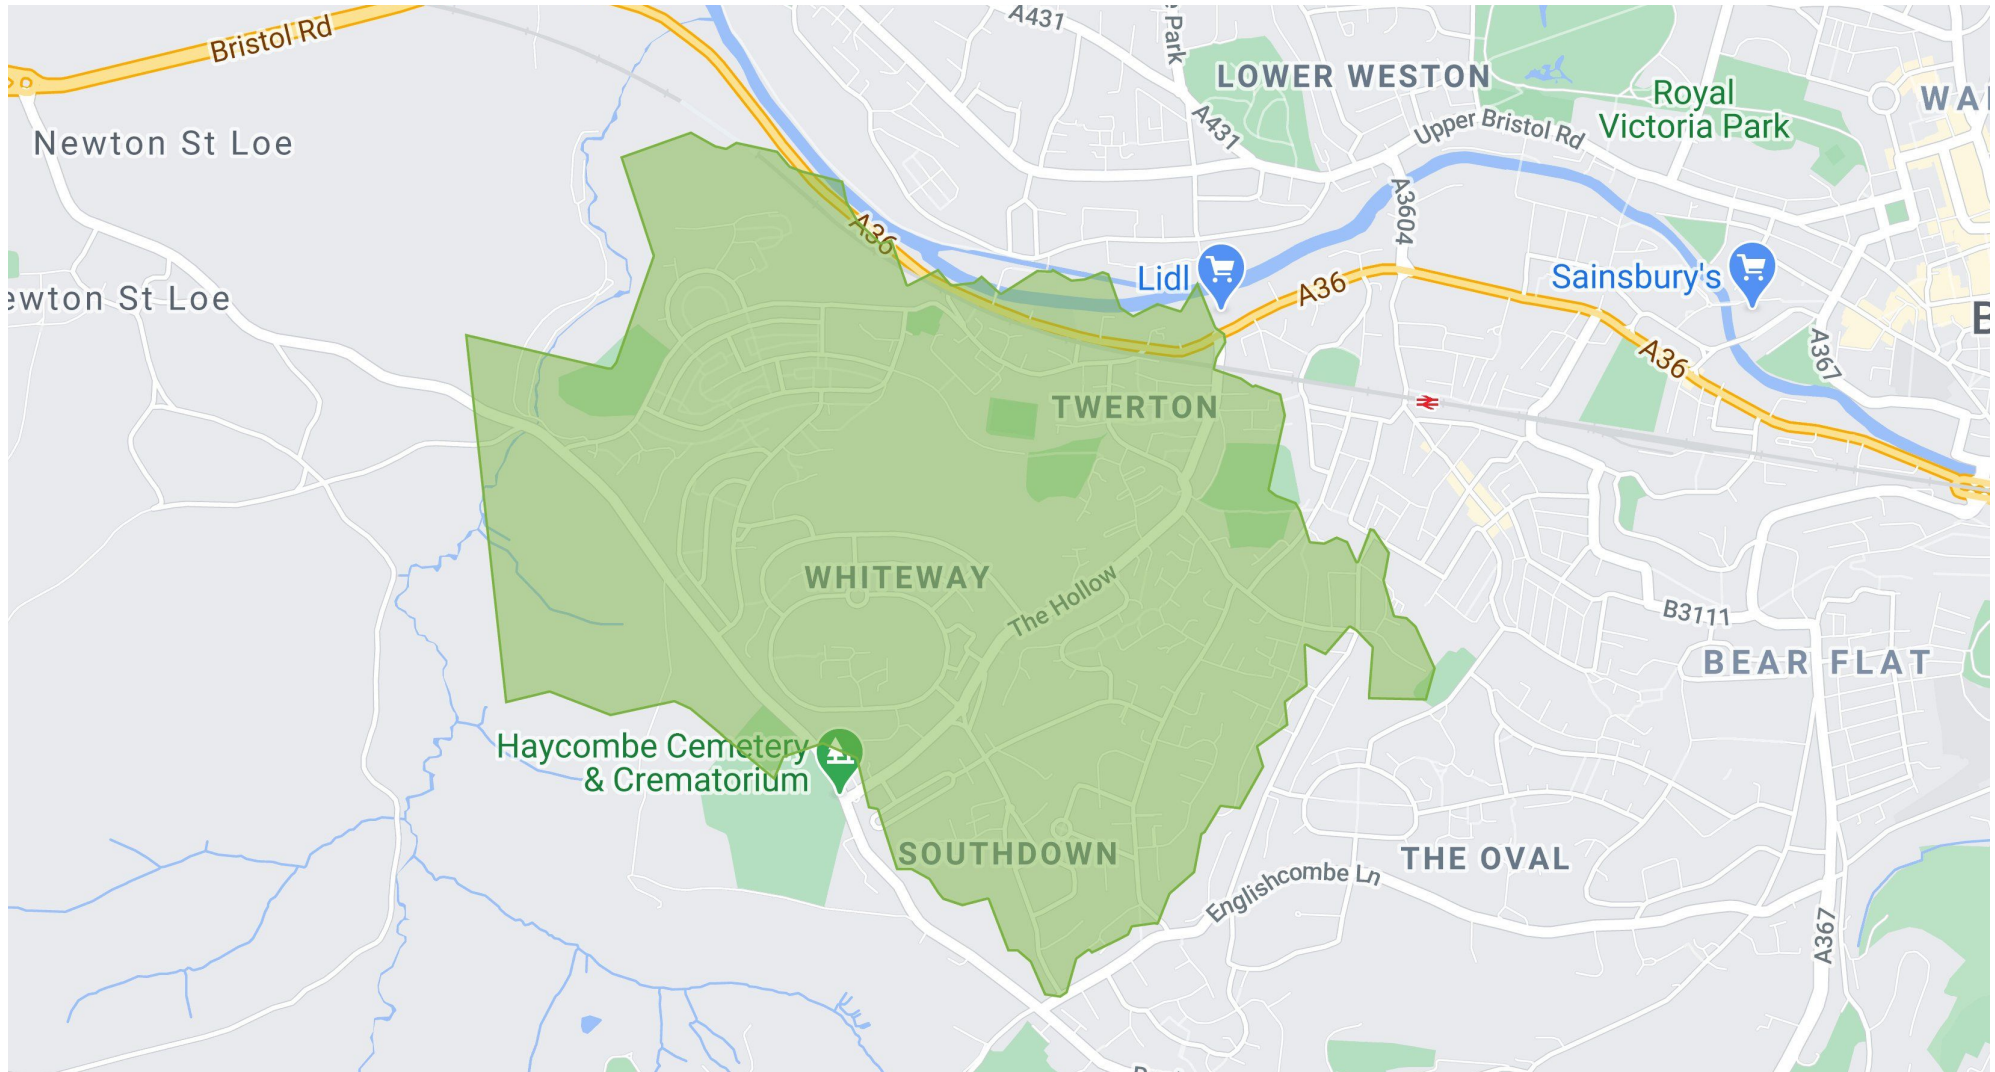 A431
Bristol Rd
Park
LOWER WESTON
Royal
Victoria Park
WA
A431
Upper Bristol Rd
Newton St Loe
A3604
A36
Lidl
Sainsbury's
A36
ewton St Loe
B
A36
A367
TWERTON
WHITEWAY
The Hollow
B3111
BEAR FLAT
Haycombe Cemetery
& Crematorium
SOUTHDOWN
THE OVAL
Englishcombe Ln
A367